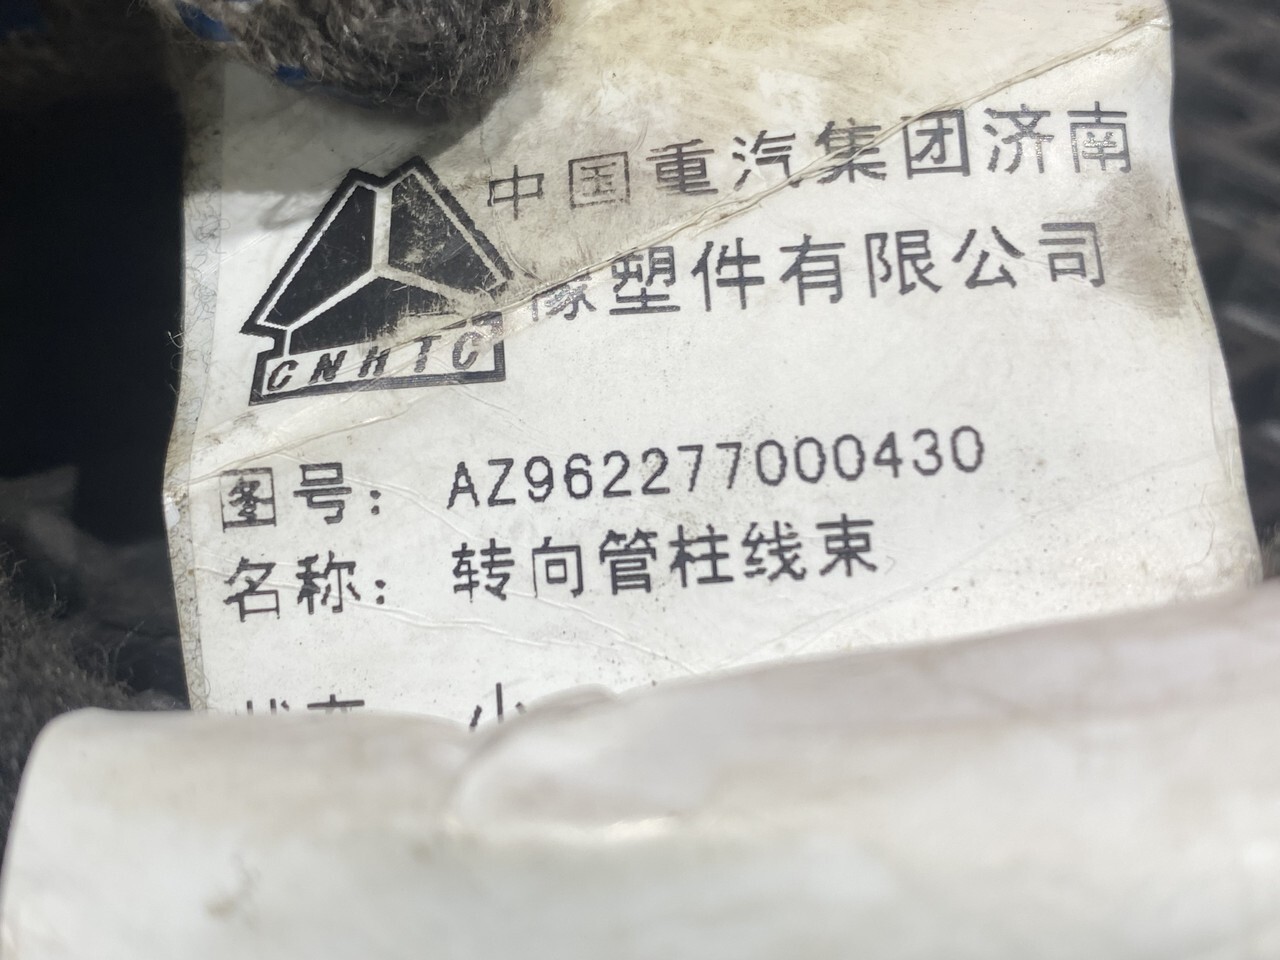 中国重汽集团济南
橡塑件有限公司
CNHTC
图号： AZ962277000430
名称： 转向管柱线束